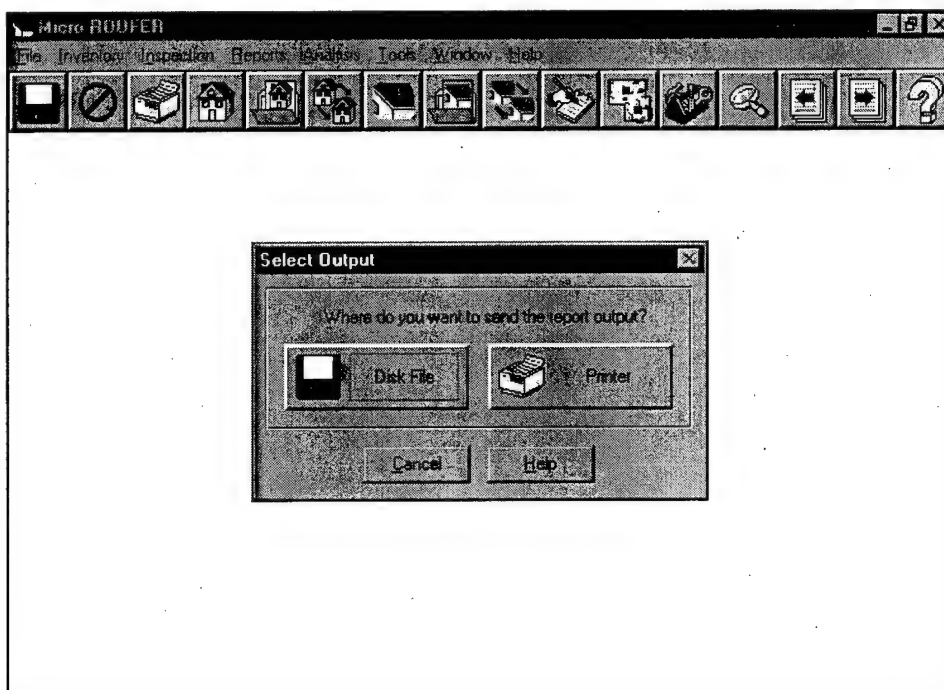 Micro ROOFER
File Inventory Inspection Reports Analysis Tools Window Help
Select Output
Where do you want to send the report output?
Disk File Printer
Cancel Help